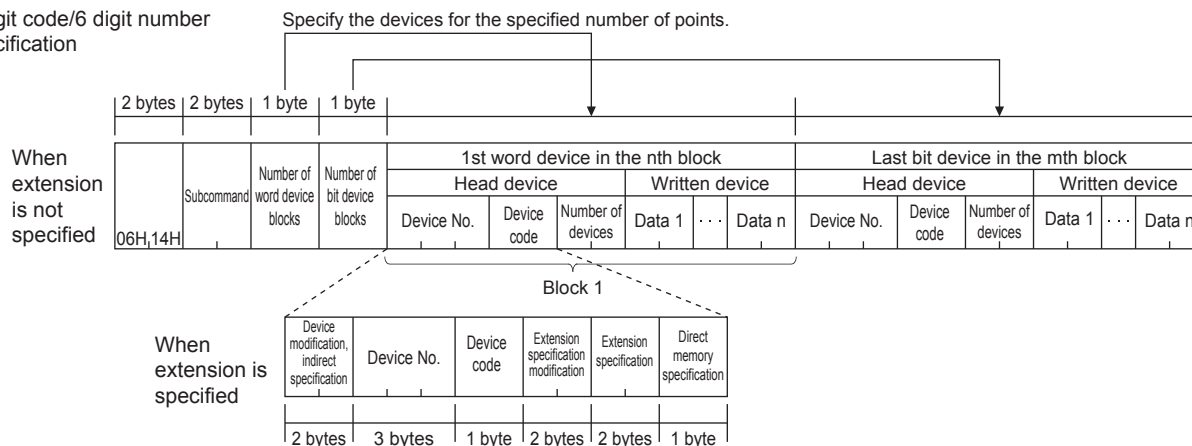 git code/6 digit number
cification
Specify the devices for the specified number of points.
2 bytes 2 bytes 1 byte 1 byte
When
extension
is not
specified
06H 14H
Subcommand
Number of
word device
blocks
Number of
bit device
blocks
1st word device in the nth block
Last bit device in the mth block
Head device Written device
Head device Written device
Device No.
Device
code
Number of
devices
Data 1 ··· Data n
Device No.
Device
code
Number of
devices
Data 1 ··· Data n
Block 1
When
extension is
specified
Device
modification,
indirect
specification
Device No.
Device
code
Extension
specification
modification
Extension
specification
Direct
memory
specification
2 bytes 3 bytes 1 byte 2 bytes 2 bytes 1 byte